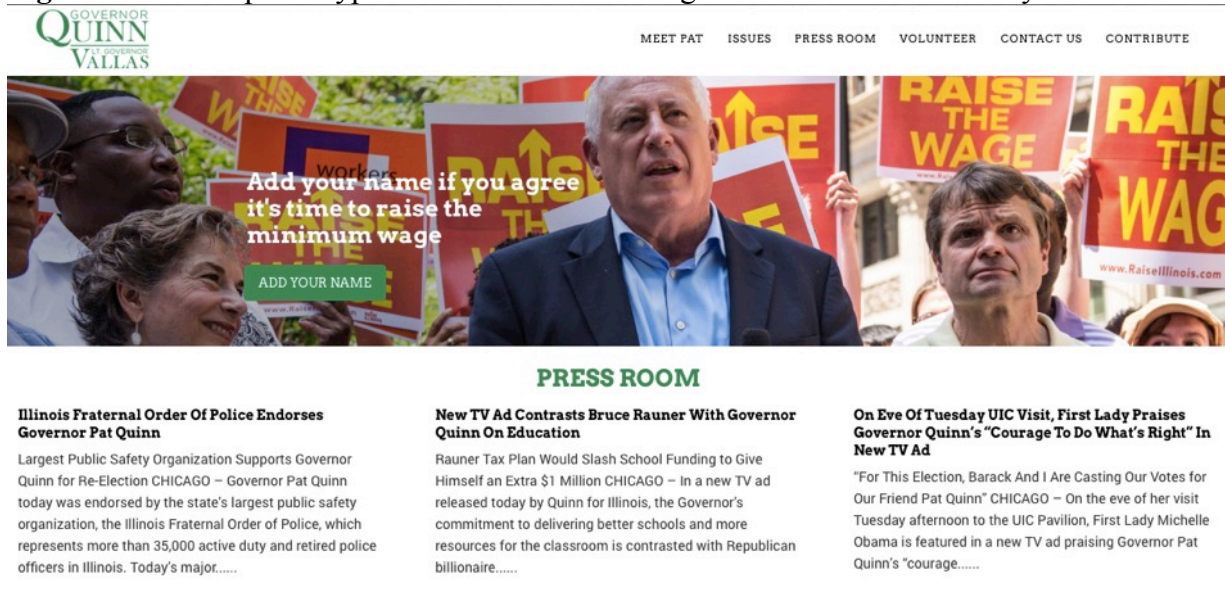 GOVERNOR
QUINN
LT. GOVERNOR
VALLAS
MEET PAT ISSUES PRESS ROOM VOLUNTEER CONTACT US CONTRIBUTE
RAISE
THE
WAGE
www.RaiseIllinois.com
workers
Add your name if you agree
it's time to raise the
minimum wage
ADD YOUR NAME
PRESS ROOM
Illinois Fraternal Order Of Police Endorses
Governor Pat Quinn
Largest Public Safety Organization Supports Governor
Quinn for Re-Election CHICAGO – Governor Pat Quinn
today was endorsed by the state's largest public safety
organization, the Illinois Fraternal Order of Police, which
represents more than 35,000 active duty and retired police
officers in Illinois. Today's major......
New TV Ad Contrasts Bruce Rauner With Governor
Quinn On Education
Rauner Tax Plan Would Slash School Funding to Give
Himself an Extra $1 Million CHICAGO – In a new TV ad
released today by Quinn for Illinois, the Governor's
commitment to delivering better schools and more
resources for the classroom is contrasted with Republican
billionaire......
On Eve Of Tuesday UIC Visit, First Lady Praises
Governor Quinn's “Courage To Do What's Right” In
New TV Ad
“For This Election, Barack And I Are Casting Our Votes for
Our Friend Pat Quinn” CHICAGO – On the eve of her visit
Tuesday afternoon to the UIC Pavilion, First Lady Michelle
Obama is featured in a new TV ad praising Governor Pat
Quinn's “courage......